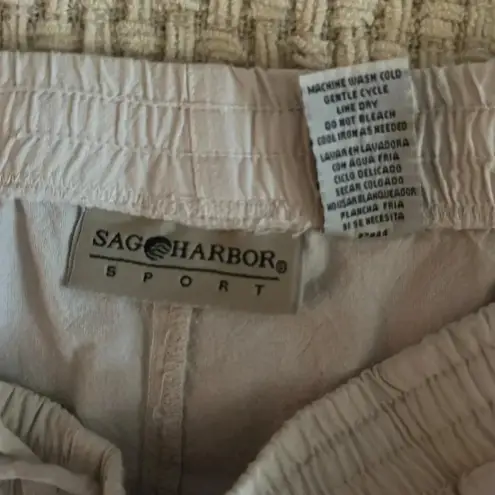 MACHINE WASH COLD
GENTLE CYCLE
LINE DRY
DO NOT BLEACH
COOL IRON AS NEEDED
LAVAR EN LAVADORA
CON AGUA FRIA
CICLO DELICADO
SECAR COLGADO
NO USAR BLANQUEADOR
PLANCHA FRIA
SI SE NECESITA
SAG HARBOR®
SPORT